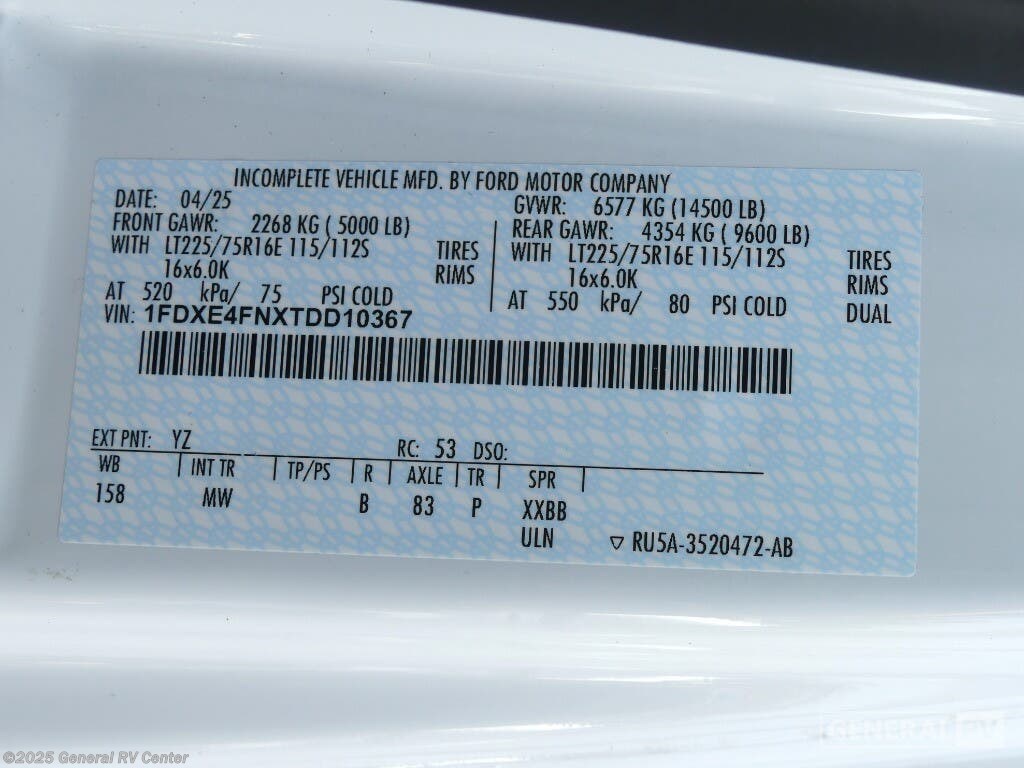 INCOMPLETE VEHICLE MFD. BY FORD MOTOR COMPANY
DATE: 04/25 GVWR: 6577 KG (14500 LB)
FRONT GAWR: 2268 KG ( 5000 LB) REAR GAWR: 4354 KG ( 9600 LB)
WITH LT225/75R16E 115/112S TIRES WITH LT225/75R16E 115/112S TIRES
16x6.0K RIMS 16x6.0K RIMS
AT 520 kPa/ 75 PSI COLD AT 550 kPa/ 80 PSI COLD DUAL
VIN: 1FDXE4FNXTDD10367
EXT PNT: YZ RC: 53 DSO:
WB INT TR TP/PS R AXLE TR SPR
158 MW B 83 P XXBB
ULN RU5A-3520472-AB
GENERAL RV
©2025 General RV Center